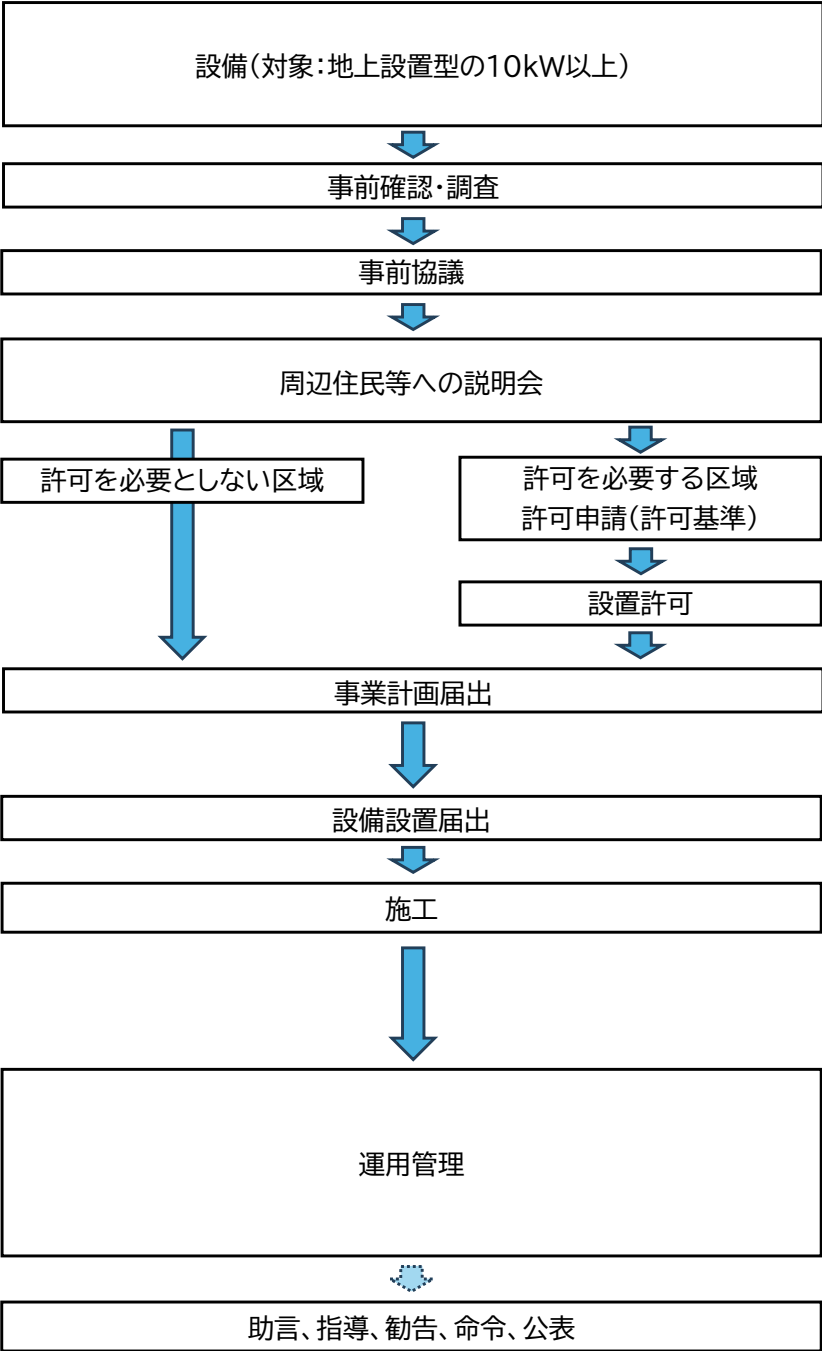 設備（対象：地上設置型の10kW以上）
事前確認・調査
事前協議
周辺住民等への説明会
許可を必要としない区域
許可を必要する区域
許可申請（許可基準）
設置許可
事業計画届出
設備設置届出
施工
運用管理
助言、指導、勧告、命令、公表